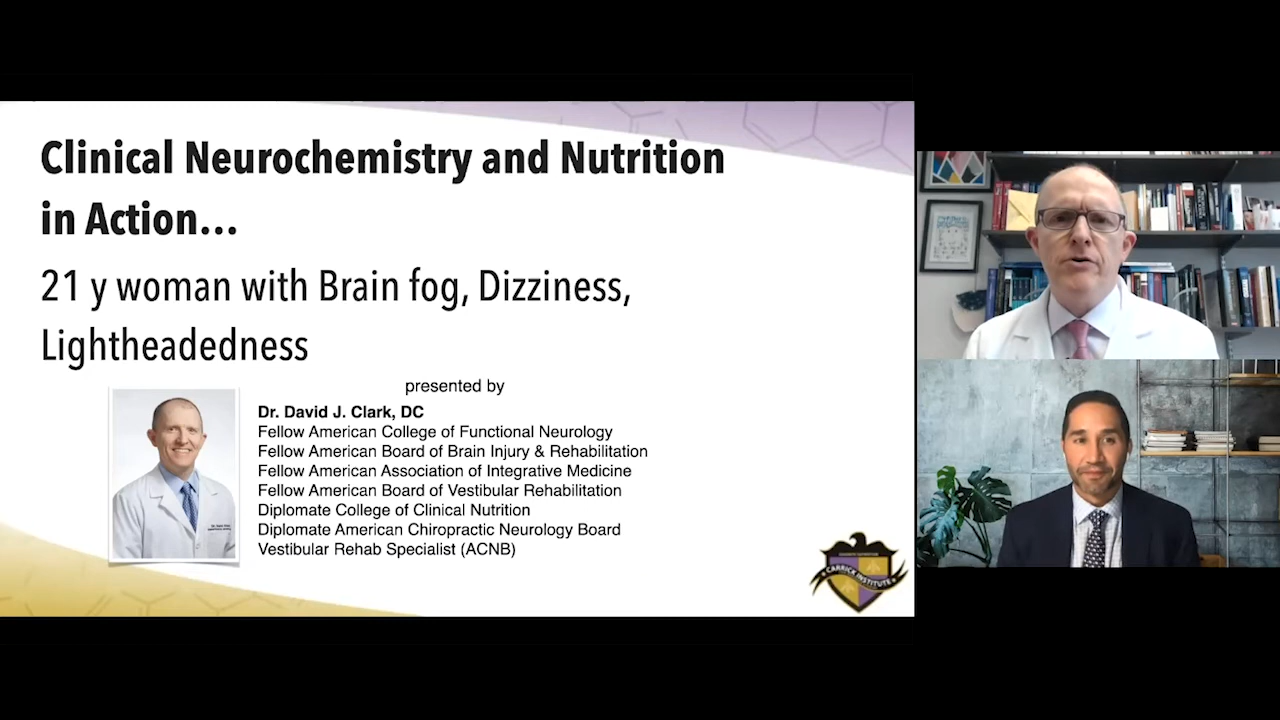 Clinical Neurochemistry and Nutrition
in Action...
21 y woman with Brain fog, Dizziness,
Lightheadedness
presented by
Dr. David J. Clark, DC
Fellow American College of Functional Neurology
Fellow American Board of Brain Injury & Rehabilitation
Fellow American Association of Integrative Medicine
Fellow American Board of Vestibular Rehabilitation
Diplomate College of Clinical Nutrition
Diplomate American Chiropractic Neurology Board
Vestibular Rehab Specialist (ACNB)
CARRICK INSTITUTE